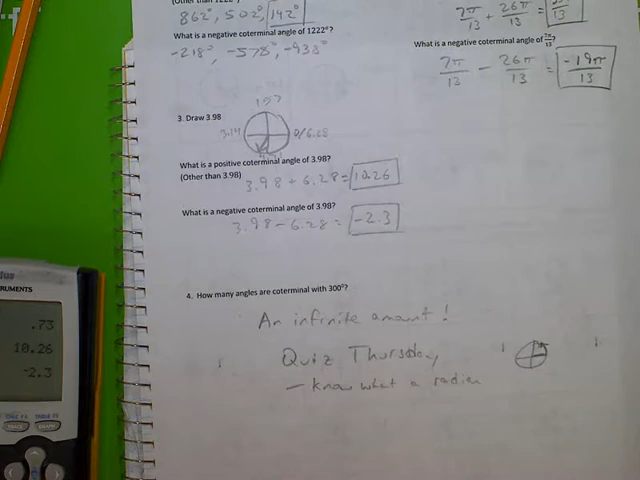 862°, 502°, 142°
What is a negative coterminal angle of 1222°?
-218°, -578°, -938°
7π/13 + 26π/13 =
What is a negative coterminal angle of 7π/13?
7π/13 - 26π/13 = -19π/13
3. Draw 3.98
1.57
3.14
0/6.28
What is a positive coterminal angle of 3.98?
(Other than 3.98)
3.98 + 6.28 = 10.26
What is a negative coterminal angle of 3.98?
3.98 - 6.28 = -2.3
4. How many angles are coterminal with 300°?
An infinite amount!
Quiz Thursday
- Know what a radian
.73
10.26
-2.3
TRACE
GRAPH